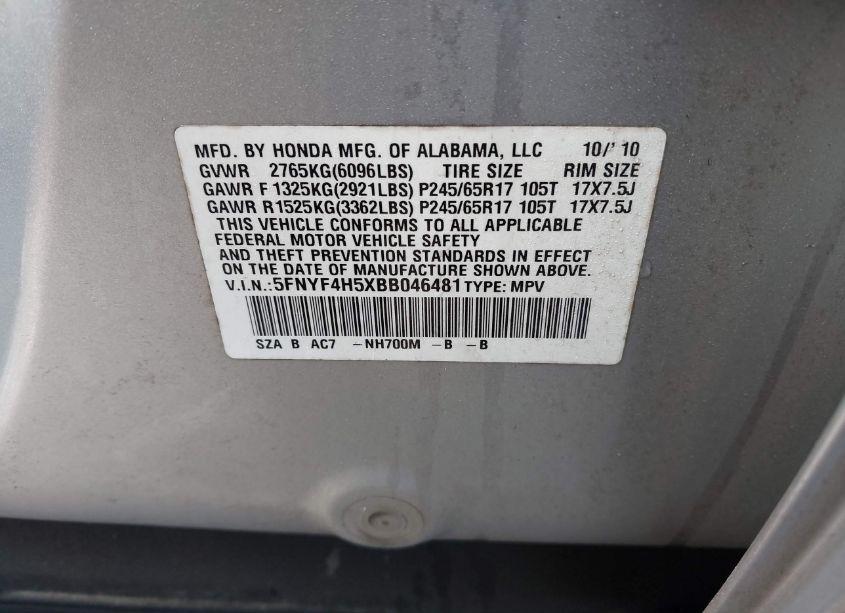 MFD. BY HONDA MFG. OF ALABAMA, LLC 10/'10
GVWR 2765KG(6096LBS) TIRE SIZE RIM SIZE
GAWR F 1325KG(2921LBS) P245/65R17 105T 17X7.5J
GAWR R1525KG(3362LBS) P245/65R17 105T 17X7.5J
THIS VEHICLE CONFORMS TO ALL APPLICABLE
FEDERAL MOTOR VEHICLE SAFETY
AND THEFT PREVENTION STANDARDS IN EFFECT
ON THE DATE OF MANUFACTURE SHOWN ABOVE.
V.I.N.:5FNYF4H5XBB046481 TYPE: MPV
SZA B AC7 -NH700M -B -B